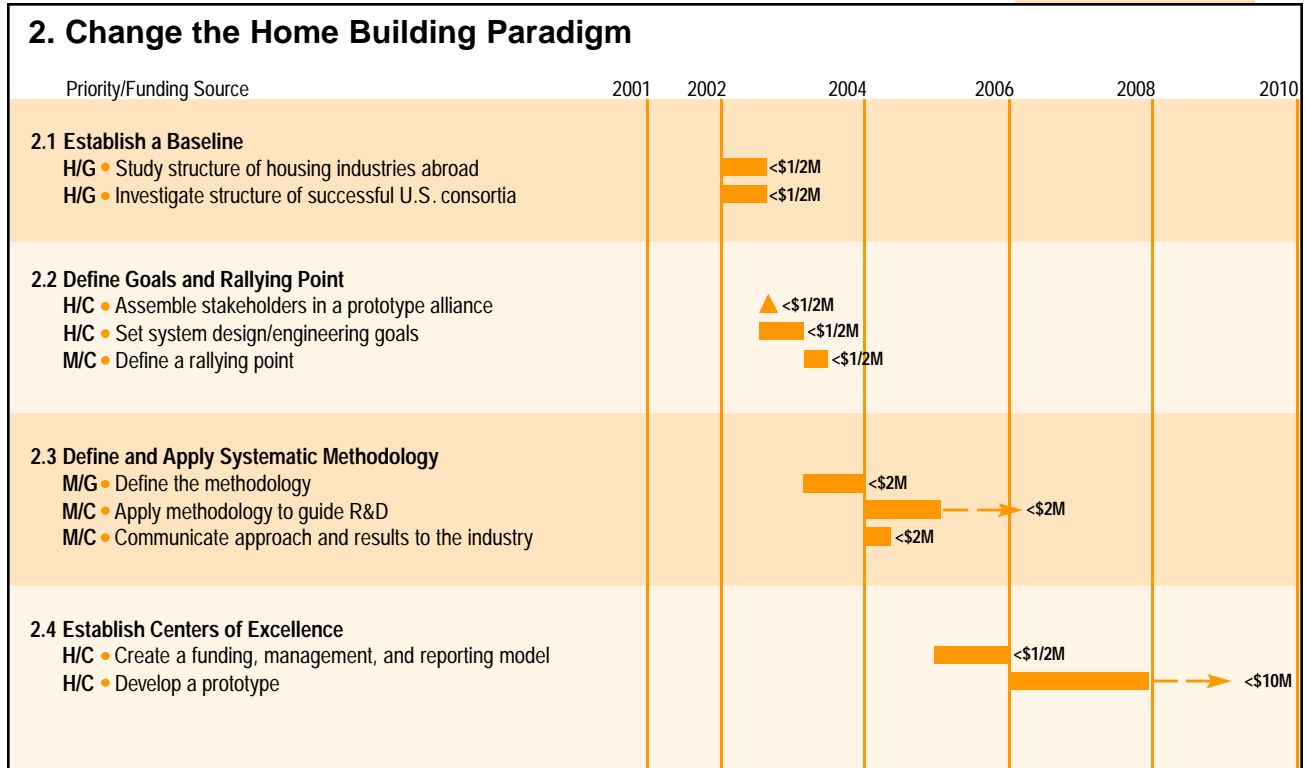 2. Change the Home Building Paradigm
Priority/Funding Source 2001 2002 2004 2006 2008 2010
2.1 Establish a Baseline
H/G • Study structure of housing industries abroad <$1/2M
H/G • Investigate structure of successful U.S. consortia <$1/2M
2.2 Define Goals and Rallying Point
H/C • Assemble stakeholders in a prototype alliance <$1/2M
H/C • Set system design/engineering goals <$1/2M
M/C • Define a rallying point <$1/2M
2.3 Define and Apply Systematic Methodology
M/G • Define the methodology <$2M
M/C • Apply methodology to guide R&D <$2M
M/C • Communicate approach and results to the industry <$2M
2.4 Establish Centers of Excellence
H/C • Create a funding, management, and reporting model <$1/2M
H/C • Develop a prototype <$10M